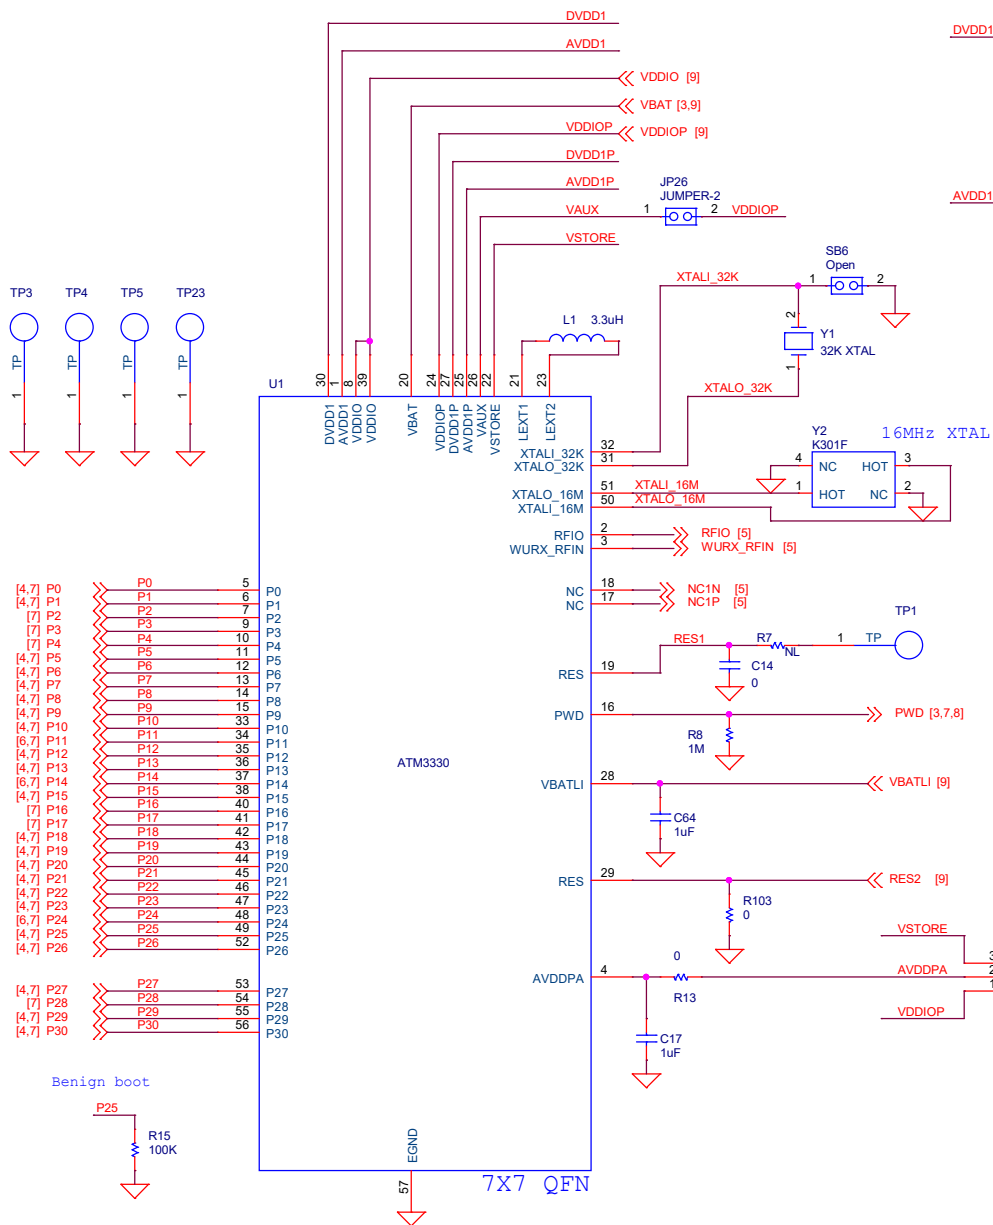 DVDD1
DVDD1
AVDD1
VDDIO [9]
VBAT [3,9]
VDDIOP VDDIOP [9]
DVDD1P
AVDD1P
AVDD1
JP26
JUMPER-2
VAUX 1 2 VDDIOP
VSTORE
SB6
Open
XTALI_32K 1 2
TP3 TP4 TP5 TP23
TP TP TP TP
1 1 1 1
L1 3.3uH
2
Y1
32K XTAL
1
XTALO_32K
U1
30 1 8 39 20 24 27 25 26 22 21 23
DVDD1 AVDD1 VDDIO VDDIO VBAT VDDIOP DVDD1P AVDD1P VAUX VSTORE LEXT1 LEXT2
Y2
K301F
16MHz XTAL
4 NC HOT 3
1 HOT NC 2
XTALI_32K 32
XTALO_32K 31
XTALO_16M 51 XTALI_16M
XTALI_16M 50 XTALO_16M
RFIO 2 RFIO [5]
WURX_RFIN 3 WURX_RFIN [5]
NC 18 NC1N [5]
NC 17 NC1P [5]
RES 19 RES1
R7
NL
1 TP
TP1
C14
0
PWD 16 PWD [3,7,8]
R8
1M
ATM3330
VBATLI 28 VBATLI [9]
C64
1uF
RES 29 RES2 [9]
R103
0
VSTORE
AVDDPA 4 0
R13
AVDDPA
VDDIOP
3
2
1
C17
1uF
[4,7] P0 P0 5 P0
[4,7] P1 P1 6 P1
[7] P2 P2 7 P2
[7] P3 P3 9 P3
[7] P4 P4 10 P4
[4,7] P5 P5 11 P5
[4,7] P6 P6 12 P6
[4,7] P7 P7 13 P7
[4,7] P8 P8 14 P8
[4,7] P9 P9 15 P9
[4,7] P10 P10 33 P10
[6,7] P11 P11 34 P11
[4,7] P12 P12 35 P12
[4,7] P13 P13 36 P13
[6,7] P14 P14 37 P14
[4,7] P15 P15 38 P15
[7] P16 P16 40 P16
[7] P17 P17 41 P17
[4,7] P18 P18 42 P18
[4,7] P19 P19 43 P19
[4,7] P20 P20 44 P20
[4,7] P21 P21 45 P21
[4,7] P22 P22 46 P22
[4,7] P23 P23 47 P23
[6,7] P24 P24 48 P24
[4,7] P25 P25 49 P25
[4,7] P26 P26 52 P26
[4,7] P27 P27 53 P27
[7] P28 P28 54 P28
[4,7] P29 P29 55 P29
[4,7] P30 P30 56 P30
Benign boot
P25
R15
100K
EGND
57
7X7 QFN